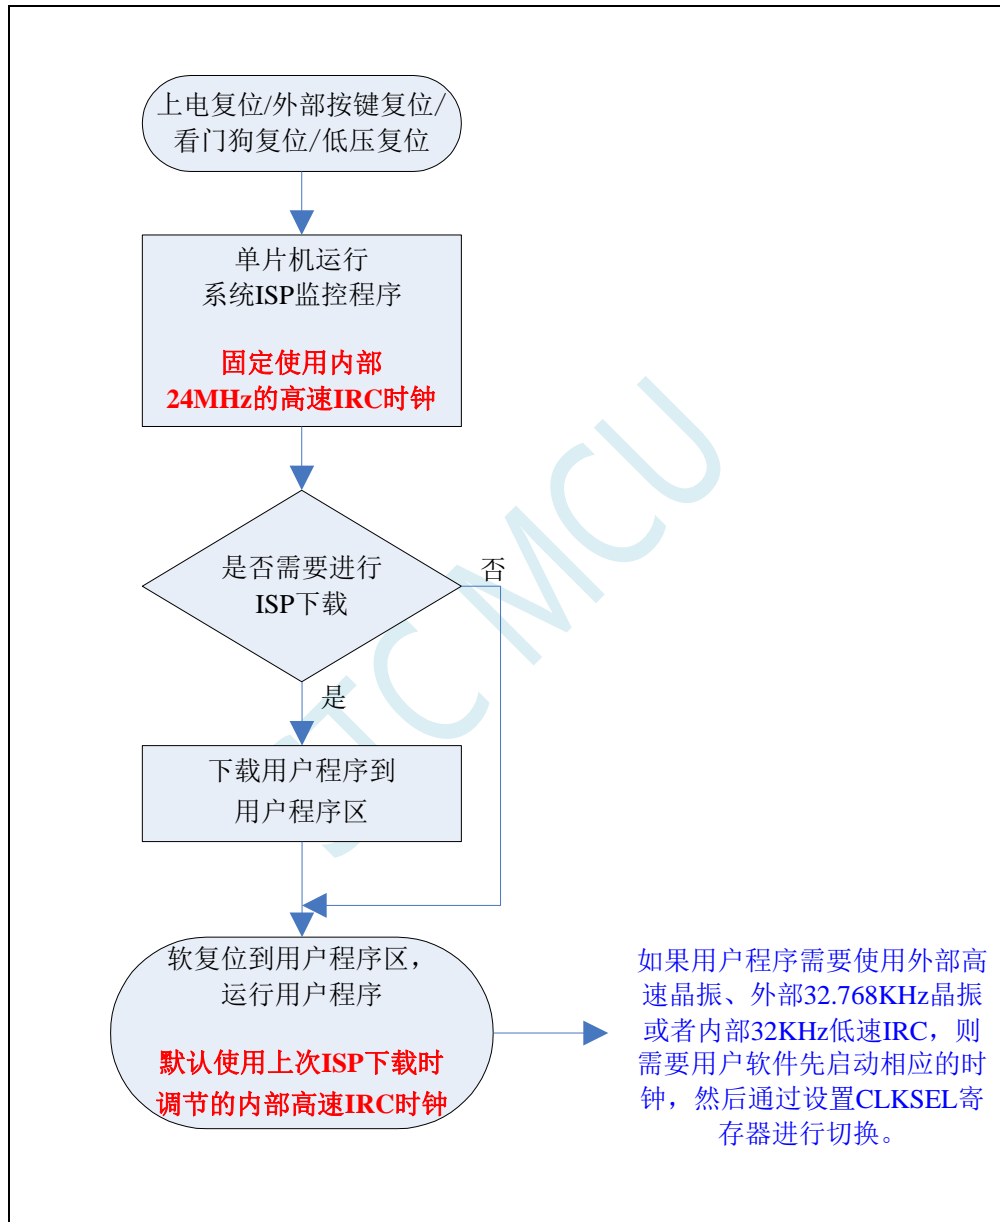 上电复位/外部按键复位/
看门狗复位/低压复位
单片机运行
系统ISP监控程序
固定使用内部
24MHz的高速IRC时钟
是否需要进行
ISP下载
否
是
下载用户程序到
用户程序区
软复位到用户程序区，
运行用户程序
默认使用上次ISP下载时
调节的内部高速IRC时钟
如果用户程序需要使用外部高
速晶振、外部32.768KHz晶振
或者内部32KHz低速IRC，则
需要用户软件先启动相应的时
钟，然后通过设置CLKSEL寄
存器进行切换。
STC MCU